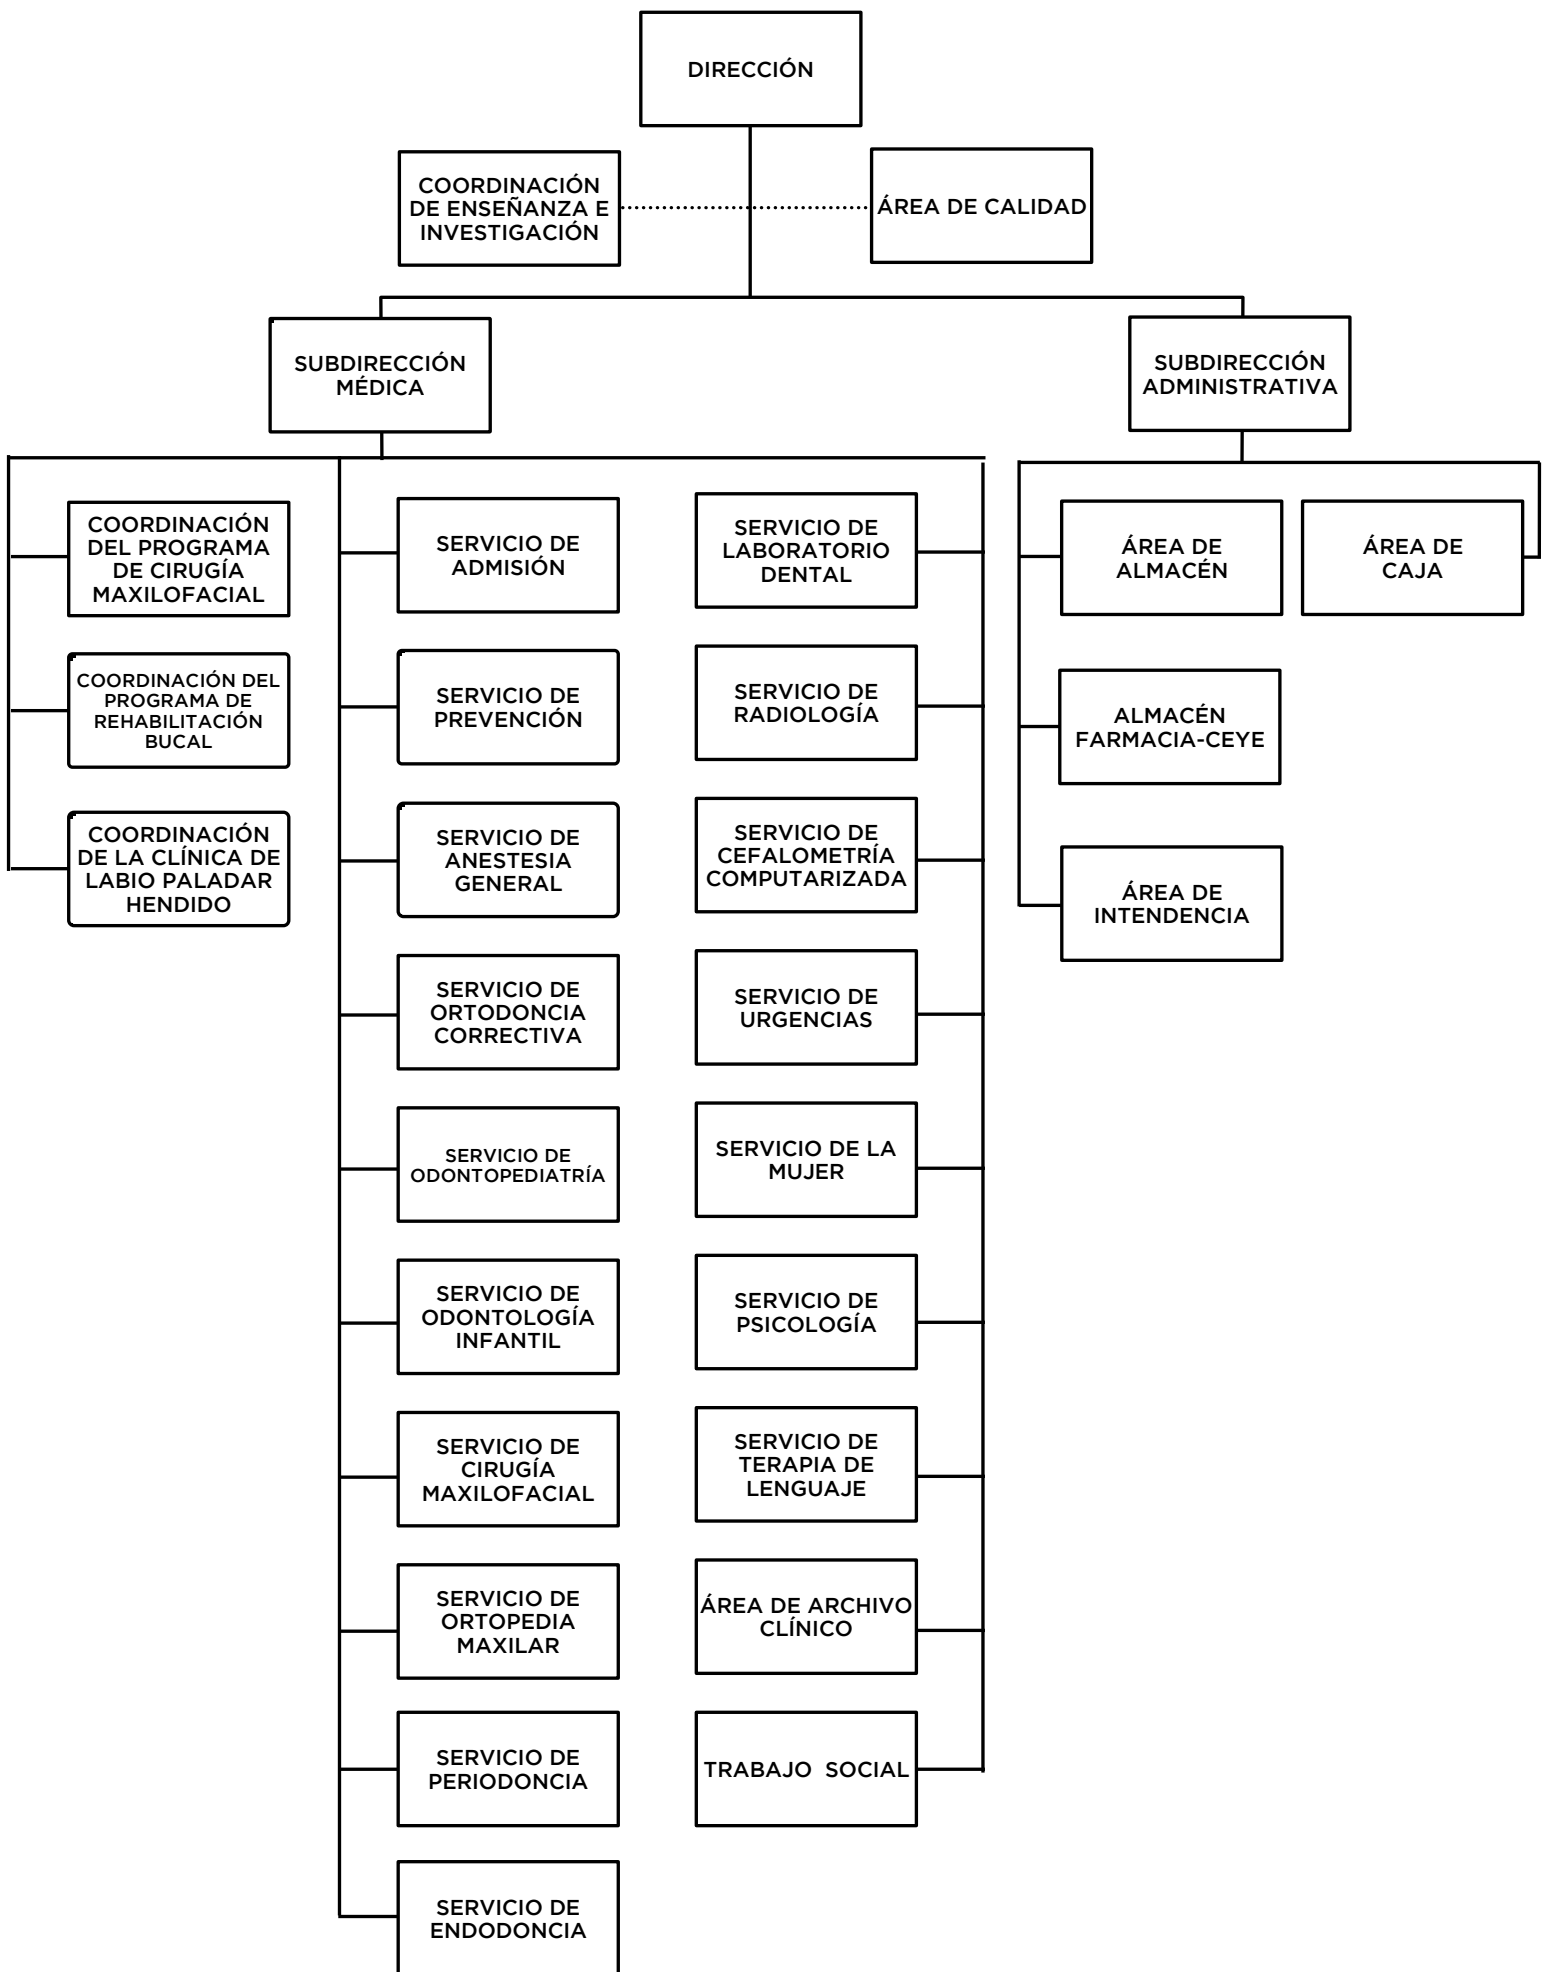 DIRECCIÓN
COORDINACIÓN
DE ENSEÑANZA E
INVESTIGACIÓN
ÁREA DE CALIDAD
SUBDIRECCIÓN
MÉDICA
SUBDIRECCIÓN
ADMINISTRATIVA
COORDINACIÓN
DEL PROGRAMA
DE CIRUGÍA
MAXILOFACIAL
COORDINACIÓN DEL
PROGRAMA DE
REHABILITACIÓN
BUCAL
COORDINACIÓN
DE LA CLÍNICA DE
LABIO PALADAR
HENDIDO
SERVICIO DE
ADMISIÓN
SERVICIO DE
PREVENCIÓN
SERVICIO DE
ANESTESIA
GENERAL
SERVICIO DE
ORTODONCIA
CORRECTIVA
SERVICIO DE
ODONTOPEDIATRÍA
SERVICIO DE
ODONTOLOGÍA
INFANTIL
SERVICIO DE
CIRUGÍA
MAXILOFACIAL
SERVICIO DE
ORTOPEDIA
MAXILAR
SERVICIO DE
PERIODONCIA
SERVICIO DE
ENDODONCIA
SERVICIO DE
LABORATORIO
DENTAL
SERVICIO DE
RADIOLOGÍA
SERVICIO DE
CEFALOMETRÍA
COMPUTARIZADA
SERVICIO DE
URGENCIAS
SERVICIO DE LA
MUJER
SERVICIO DE
PSICOLOGÍA
SERVICIO DE
TERAPIA DE
LENGUAJE
ÁREA DE ARCHIVO
CLÍNICO
TRABAJO SOCIAL
ÁREA DE
ALMACÉN
ÁREA DE
CAJA
ALMACÉN
FARMACIA-CEYE
ÁREA DE
INTENDENCIA